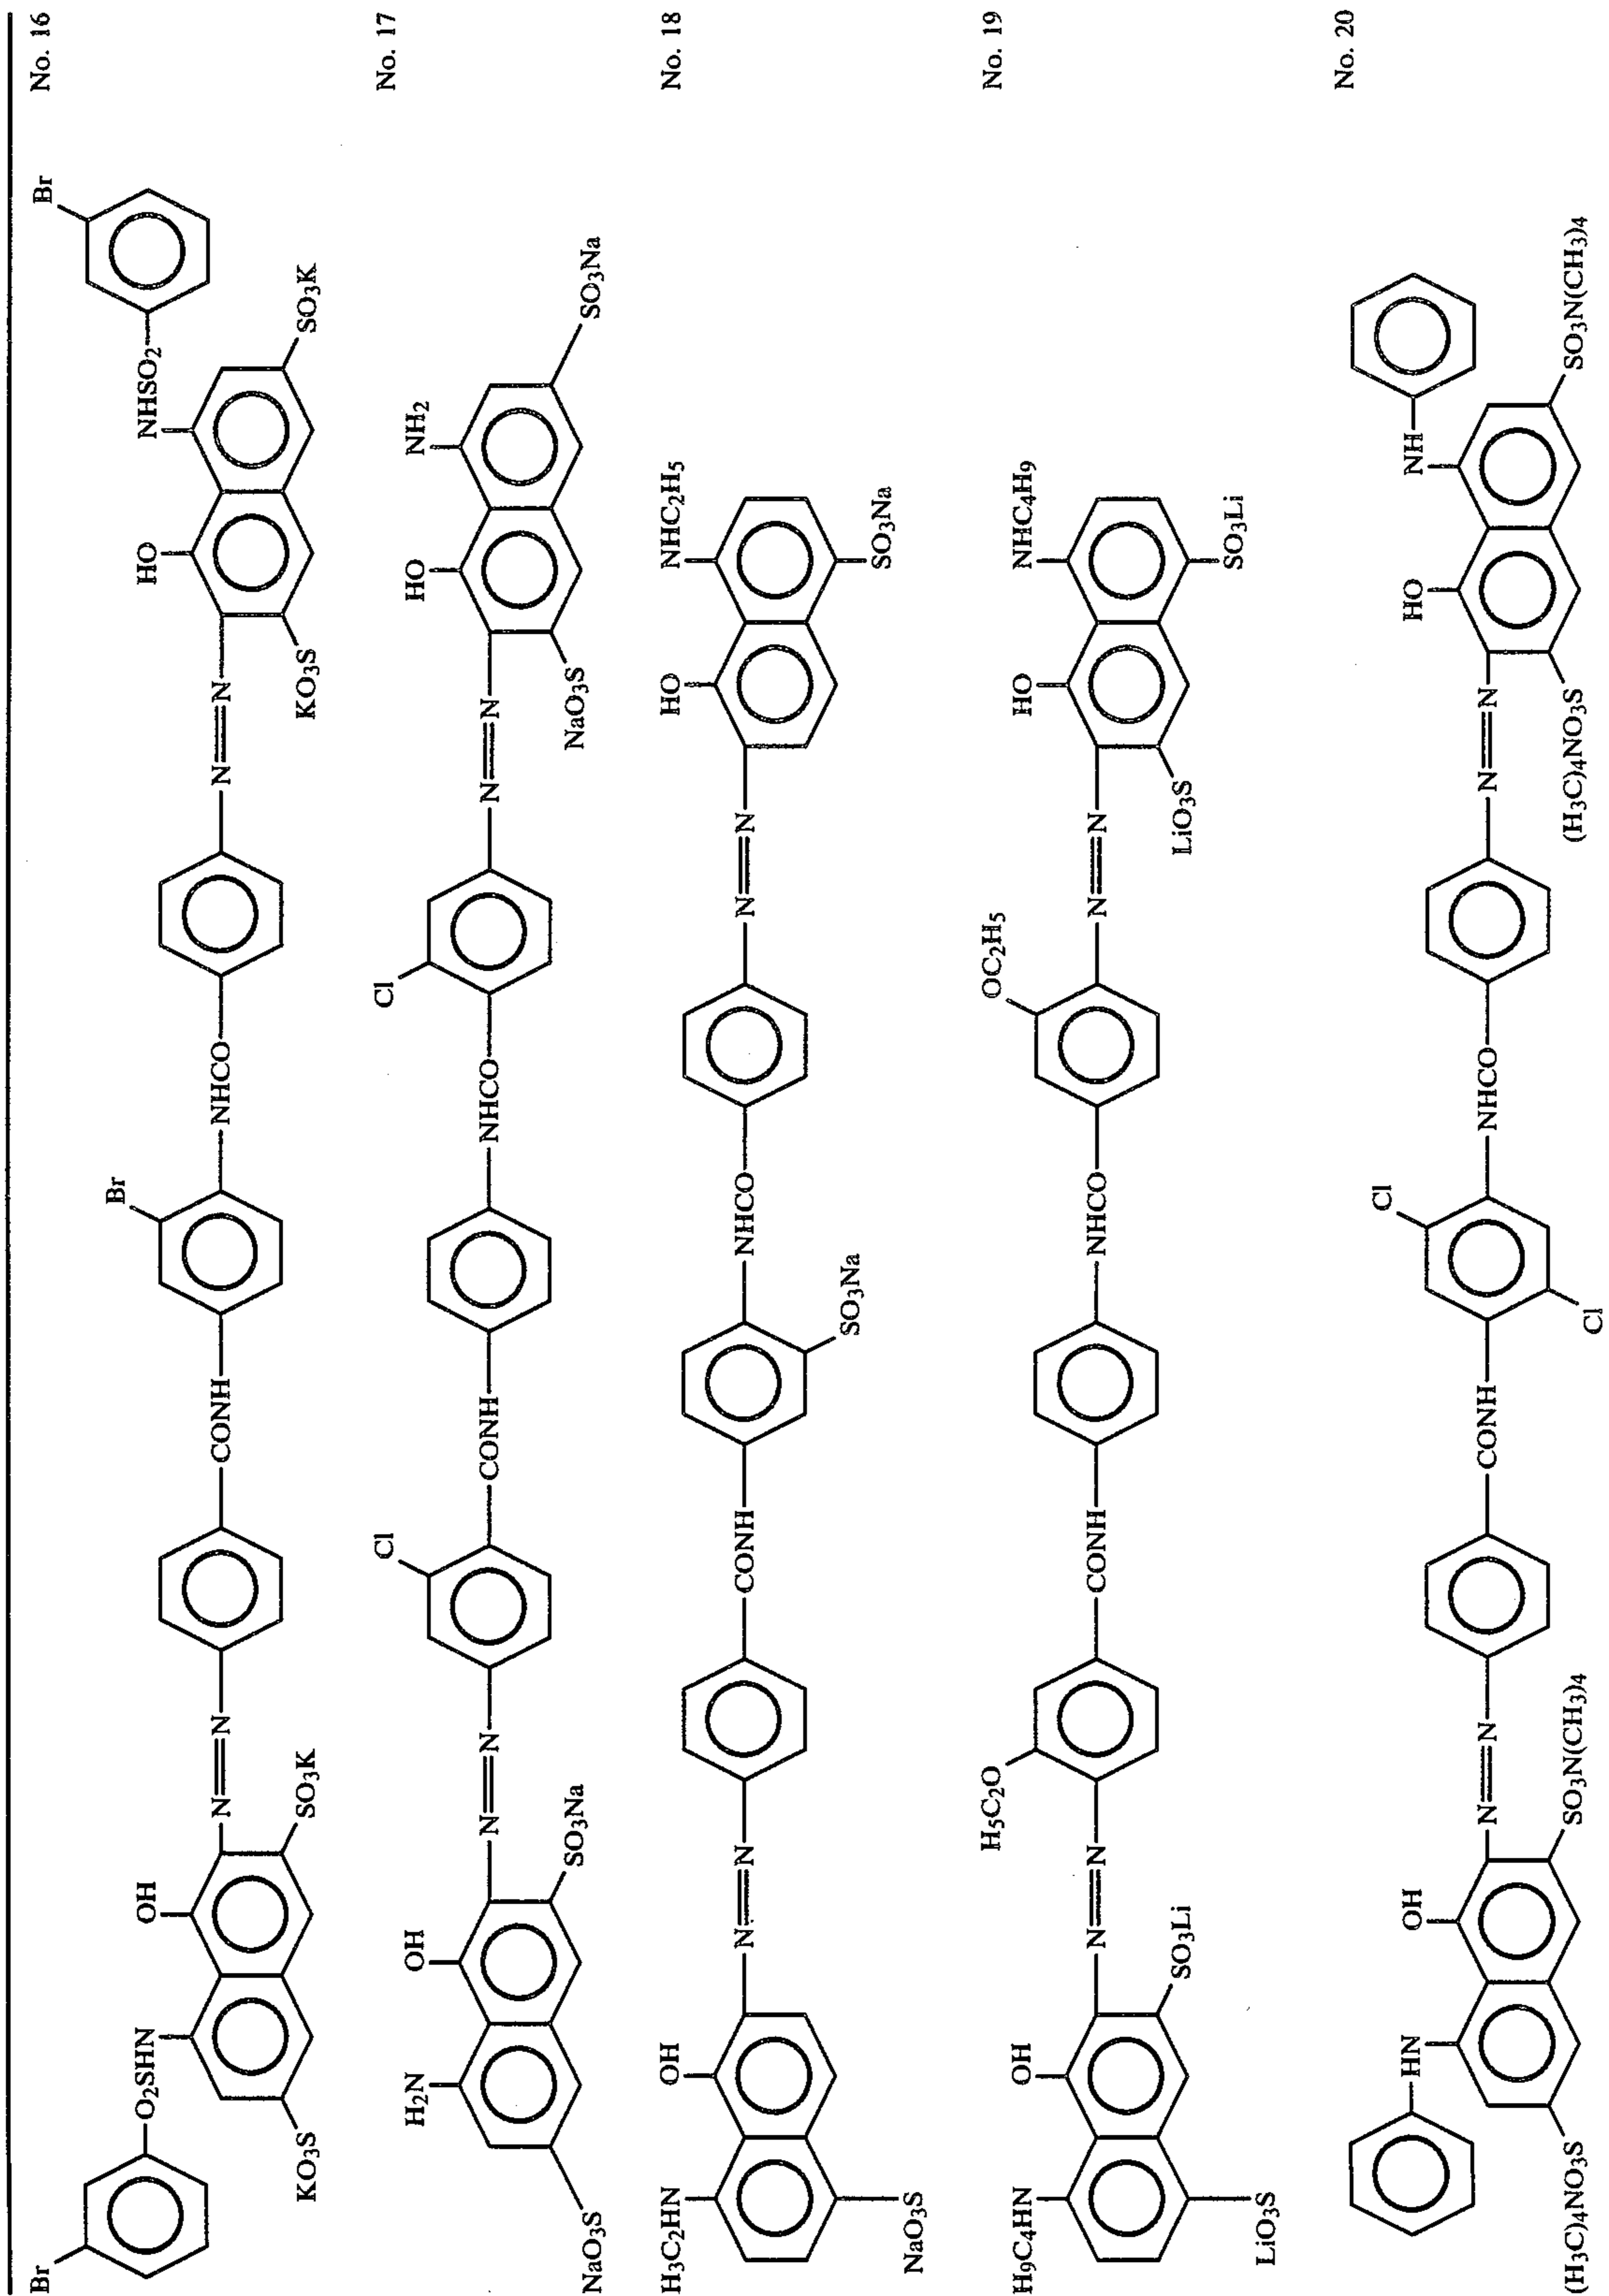 Br
Br
No. 16
O₂SHN
OH
HO
NHSO₂
N=N
CONH
NHCO
N=N
Br
KO₃S
SO₃K
KO₃S
SO₃K
No. 17
H₂N
OH
Cl
Cl
HO
NH₂
N=N
CONH
NHCO
N=N
NaO₃S
SO₃Na
NaO₃S
SO₃Na
No. 18
H₃C₂HN
OH
HO
NHC₂H₅
N=N
CONH
NHCO
N=N
NaO₃S
SO₃Na
SO₃Na
No. 19
H₉C₄HN
OH
H₅C₂O
OC₂H₅
HO
NHC₄H₉
N=N
CONH
NHCO
N=N
LiO₃S
SO₃Li
LiO₃S
SO₃Li
No. 20
HN
OH
Cl
HO
NH
N=N
CONH
NHCO
N=N
(H₃C)₄NO₃S
SO₃N(CH₃)₄
Cl
(H₃C)₄NO₃S
SO₃N(CH₃)₄